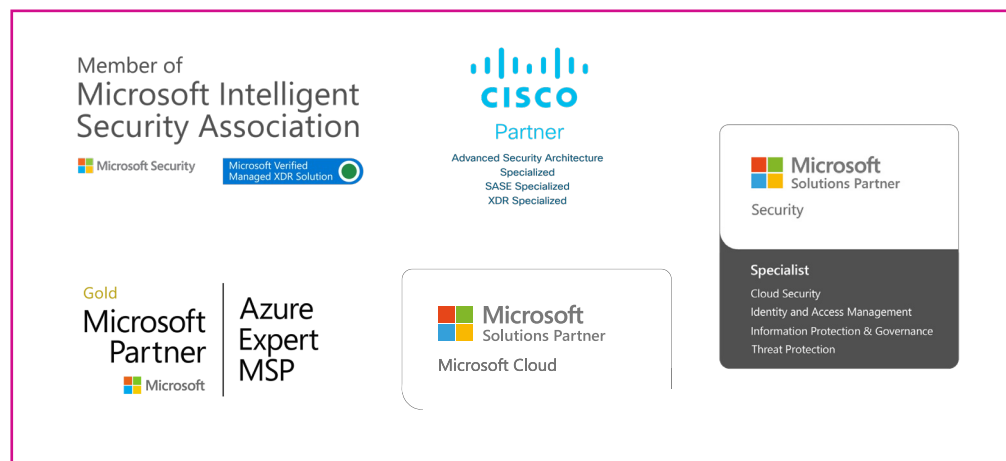 Member of
Microsoft Intelligent
Security Association
Microsoft Security
Microsoft Verified
Managed XDR Solution
CISCO
Partner
Advanced Security Architecture
Specialized
SASE Specialized
XDR Specialized
Microsoft
Solutions Partner
Security
Specialist
Cloud Security
Identity and Access Management
Information Protection & Governance
Threat Protection
Gold
Microsoft
Partner
Microsoft
Azure
Expert
MSP
Microsoft
Solutions Partner
Microsoft Cloud